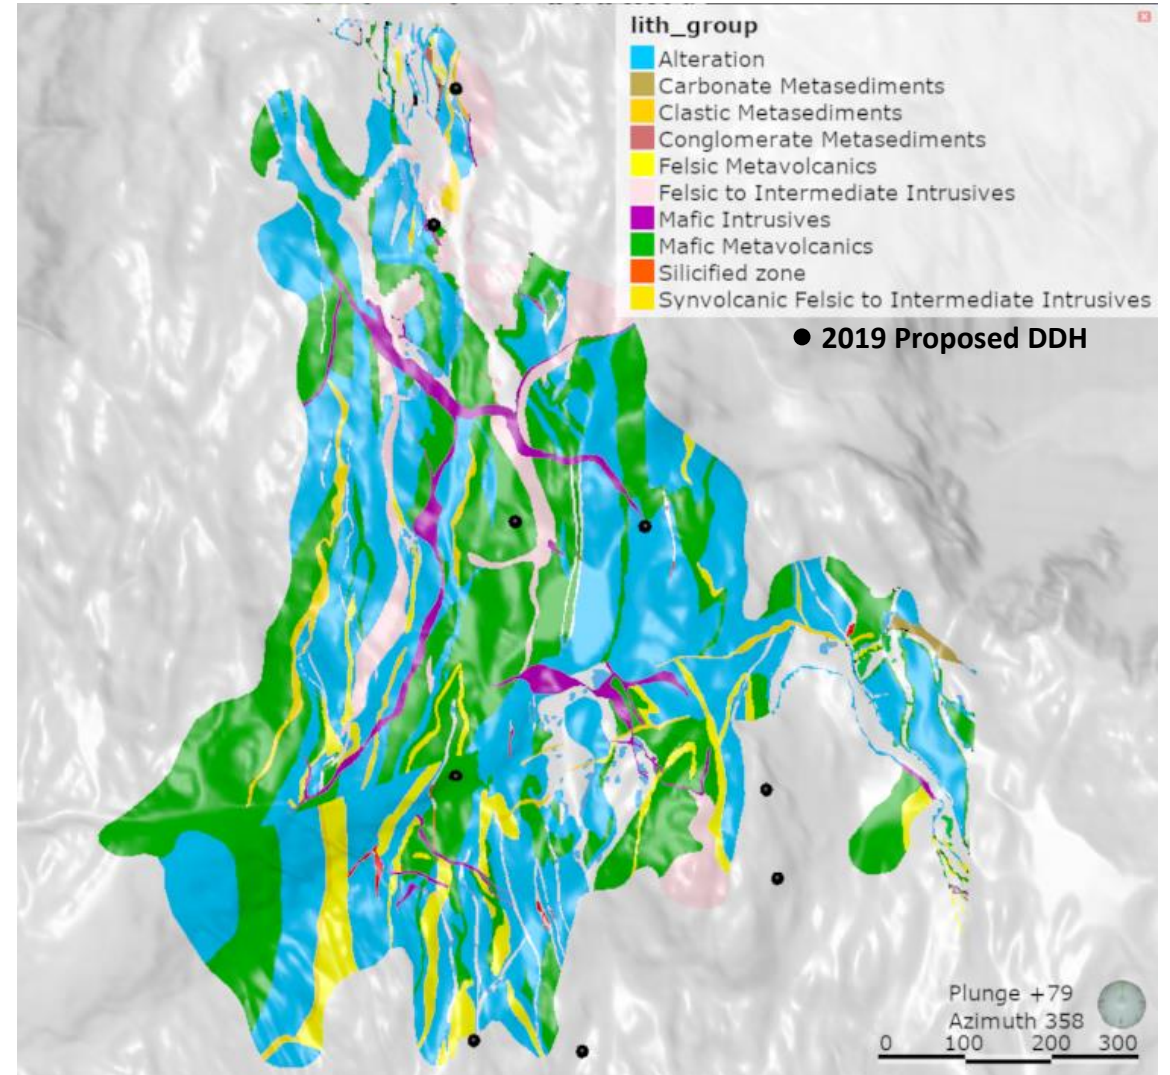 lith_group
Alteration
Carbonate Metasediments
Clastic Metasediments
Conglomerate Metasediments
Felsic Metavolcanics
Felsic to Intermediate Intrusives
Mafic Intrusives
Mafic Metavolcanics
Silicified zone
Synvolcanic Felsic to Intermediate Intrusives
2019 Proposed DDH
Plunge +79
Azimuth 358
0 100 200 300